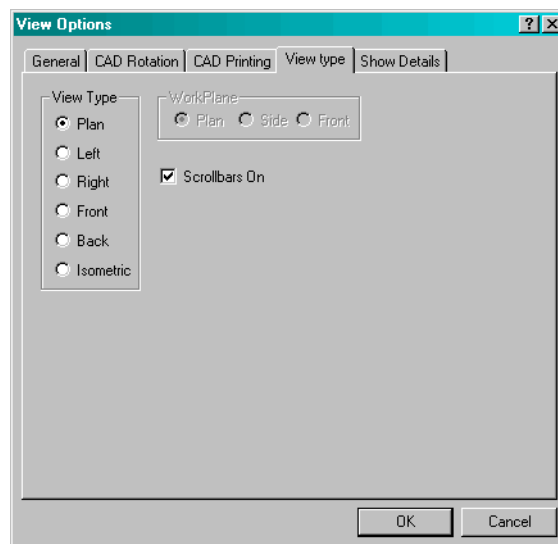 View Options
General CAD Rotation CAD Printing View type Show Details
View Type
Plan
Left
Right
Front
Back
Isometric
WorkPlane
Plan Side Front
Scrollbars On
OK Cancel